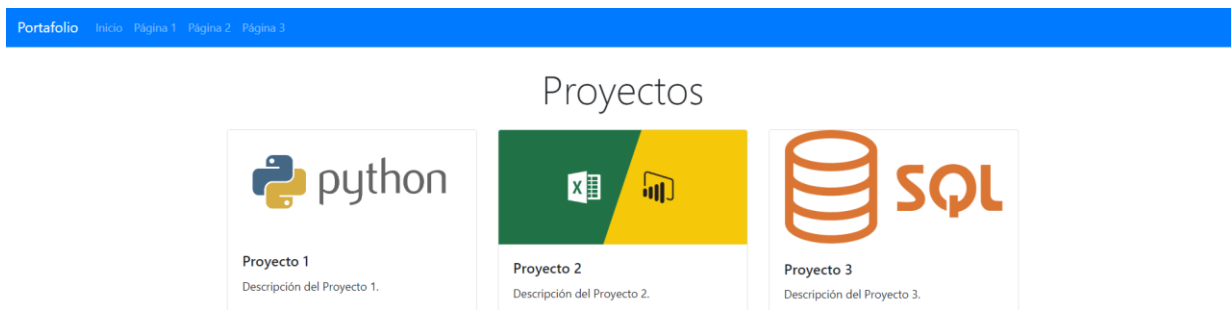 Portafolio Inicio Página 1 Página 2 Página 3
Proyectos
python
X
SQL
Proyecto 1
Descripción del Proyecto 1.
Proyecto 2
Descripción del Proyecto 2.
Proyecto 3
Descripción del Proyecto 3.